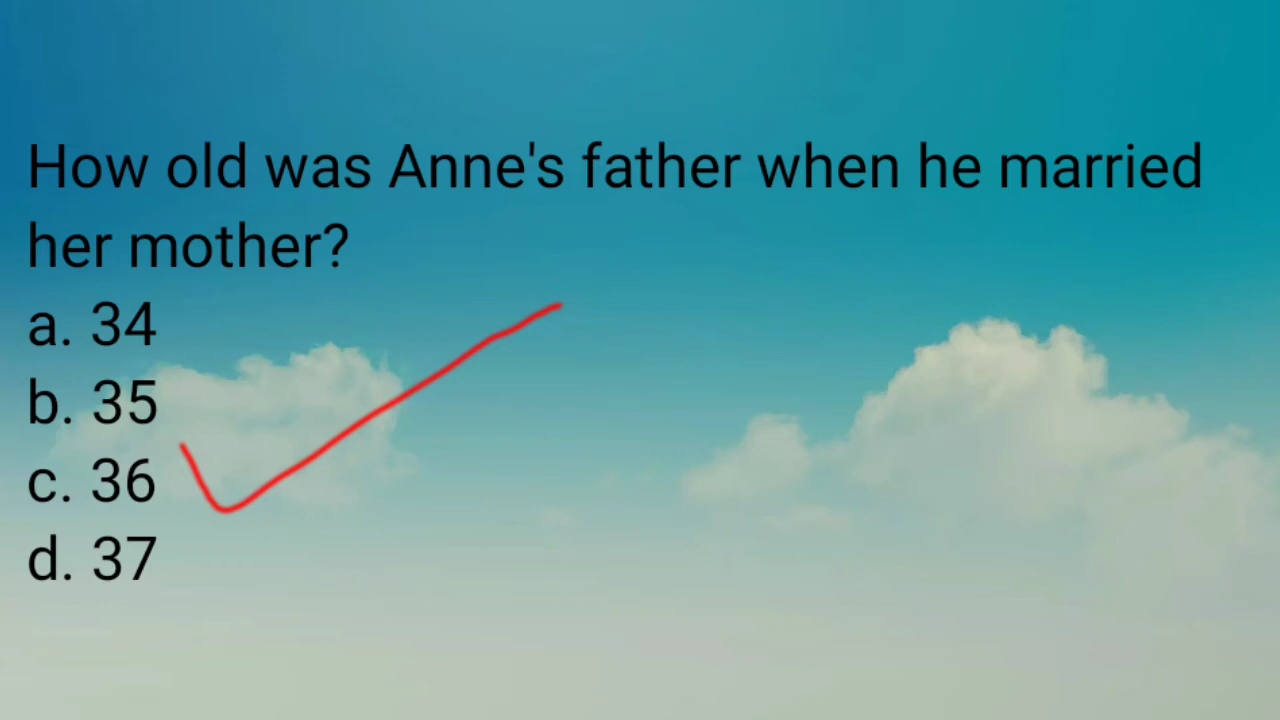 How old was Anne's father when he married
her mother?
a. 34
b. 35
c. 36
d. 37